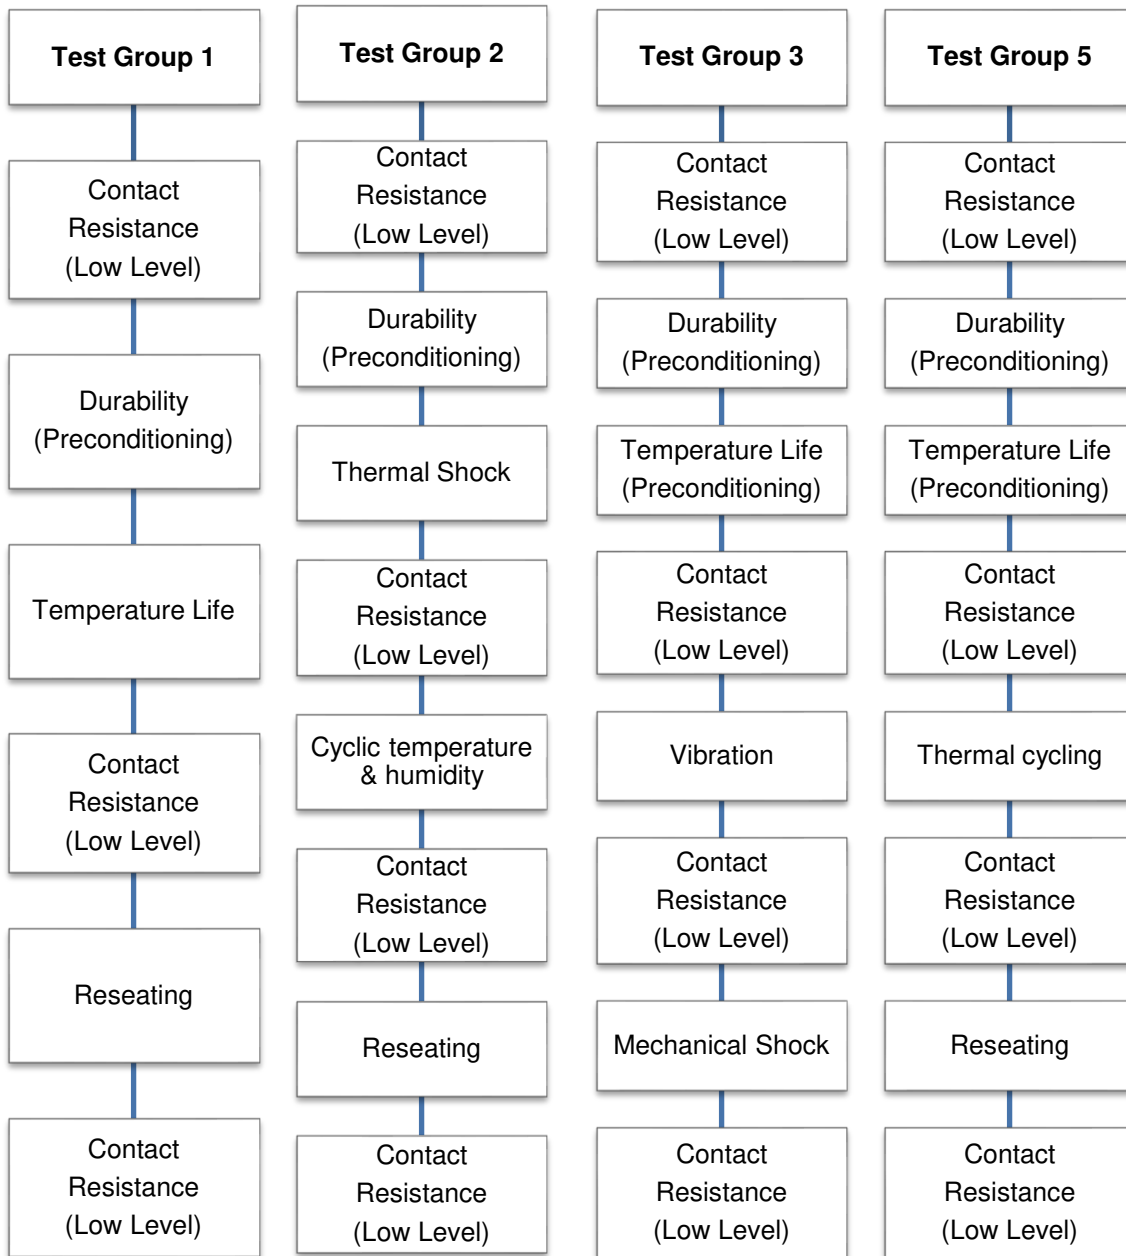 Test Group 1
Contact
Resistance
(Low Level)
Durability
(Preconditioning)
Temperature Life
Contact
Resistance
(Low Level)
Reseating
Contact
Resistance
(Low Level)
Test Group 2
Contact
Resistance
(Low Level)
Durability
(Preconditioning)
Thermal Shock
Contact
Resistance
(Low Level)
Cyclic temperature
& humidity
Contact
Resistance
(Low Level)
Reseating
Contact
Resistance
(Low Level)
Test Group 3
Contact
Resistance
(Low Level)
Durability
(Preconditioning)
Temperature Life
(Preconditioning)
Contact
Resistance
(Low Level)
Vibration
Contact
Resistance
(Low Level)
Mechanical Shock
Contact
Resistance
(Low Level)
Test Group 5
Contact
Resistance
(Low Level)
Durability
(Preconditioning)
Temperature Life
(Preconditioning)
Contact
Resistance
(Low Level)
Thermal cycling
Contact
Resistance
(Low Level)
Reseating
Contact
Resistance
(Low Level)